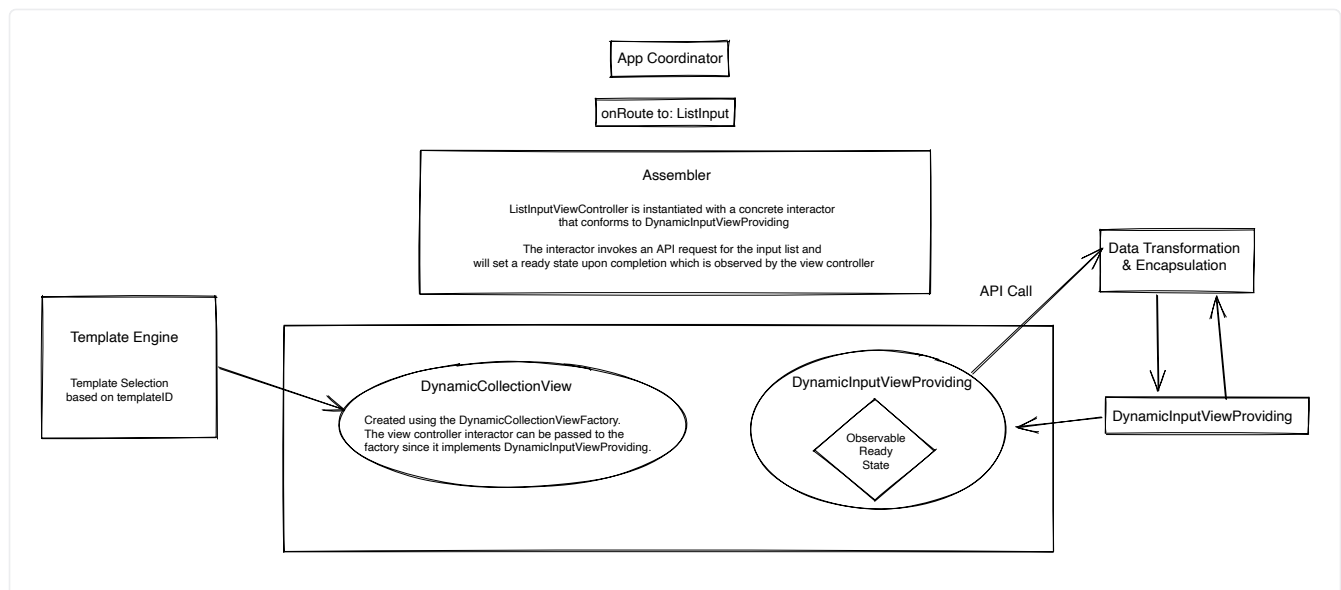 App Coordinator
onRoute to: ListInput
Assembler
ListInputViewController is instantiated with a concrete interactor
that conforms to DynamicInputViewProviding
The interactor invokes an API request for the input list and
will set a ready state upon completion which is observed by the view controller
Data Transformation
& Encapsulation
API Call
Template Engine
Template Selection
based on templateID
DynamicCollectionView
Created using the DynamicCollectionViewFactory.
The view controller interactor can be passed to the
factory since it implements DynamicInputViewProviding.
DynamicInputViewProviding
Observable
Ready
State
DynamicInputViewProviding